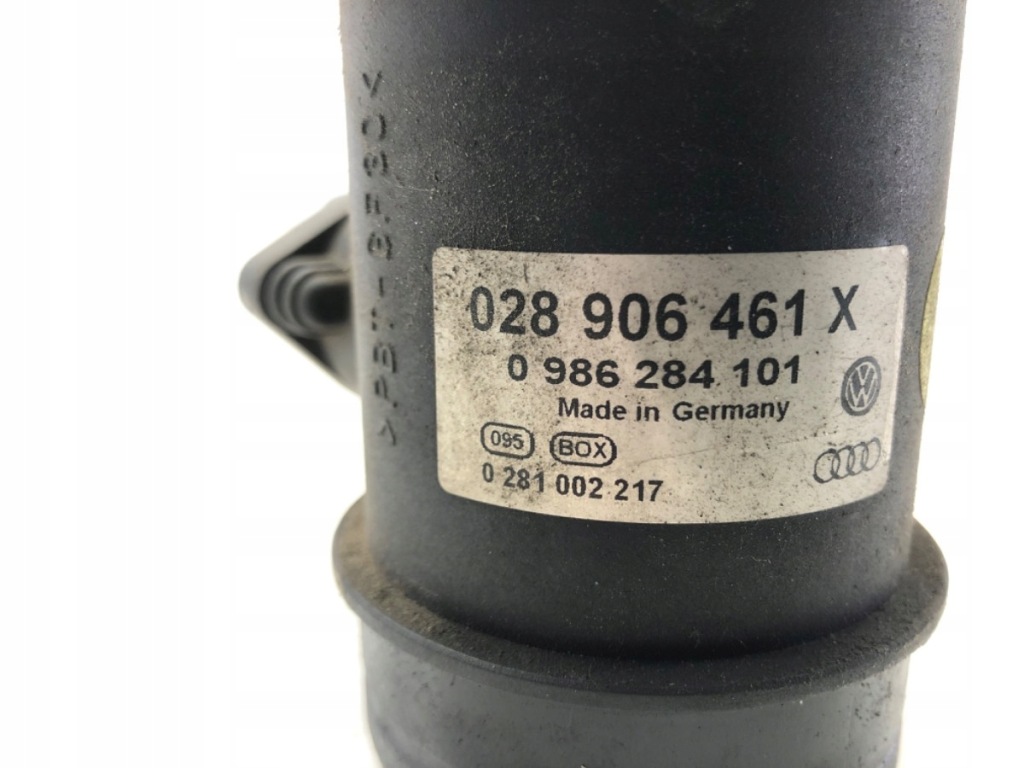 028 906 461 X
0 986 284 101
Made in Germany
095 BOX
0 281 002 217